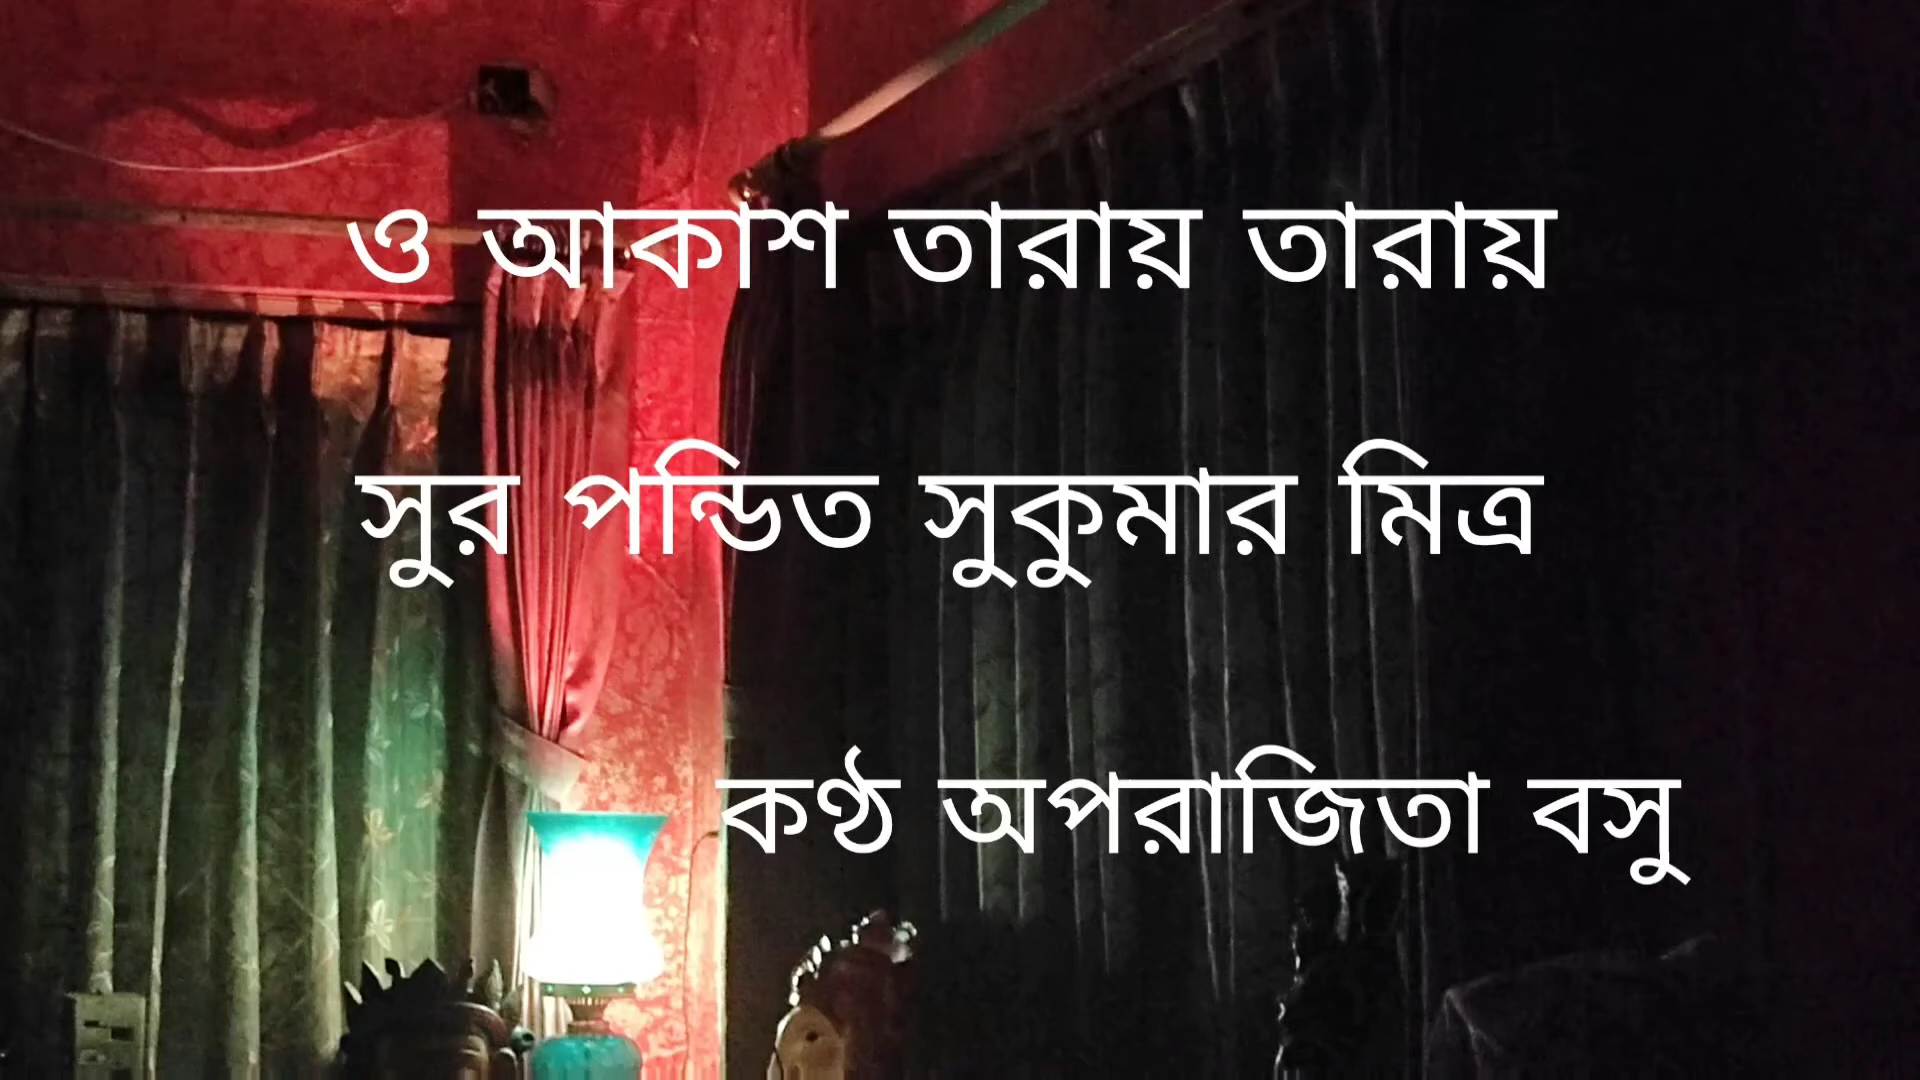 ও আকাশ তারায় তারায়
সুর পন্ডিত সুকুমার মিত্র
কণ্ঠ অপরাজিতা বসু